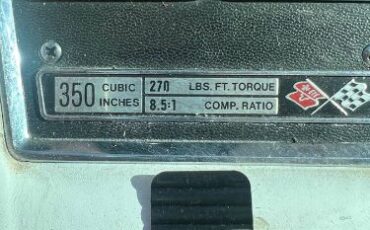 350 CUBIC INCHES
270 LBS. FT. TORQUE
8.5:1 COMP. RATIO